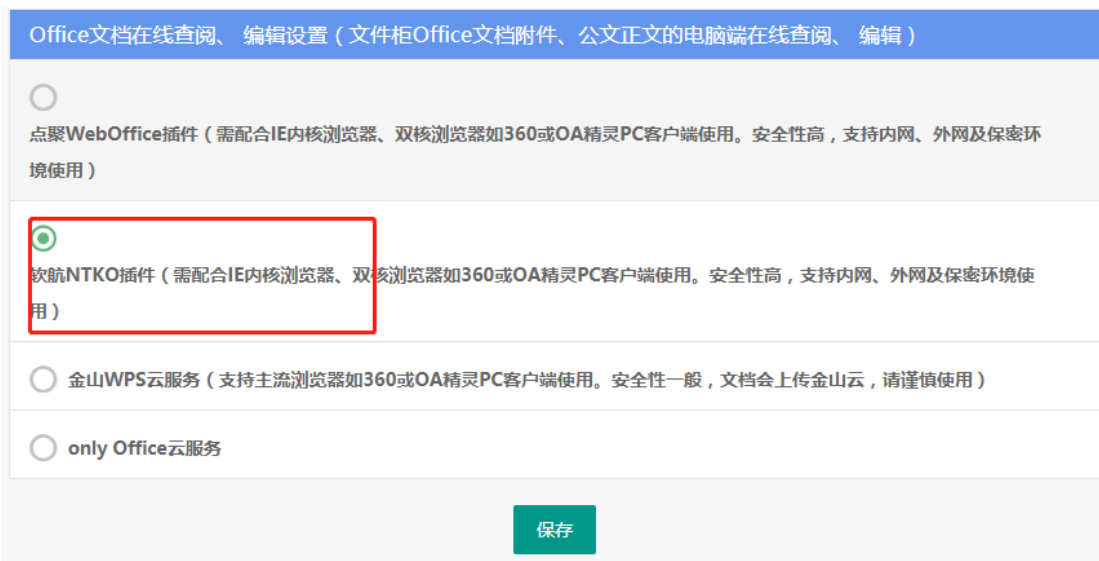 Office文档在线查阅、 编辑设置（文件柜Office文档附件、公文正文的电脑端在线查阅、 编辑）
点聚WebOffice插件（需配合IE内核浏览器、双核浏览器如360或OA精灵PC客户端使用。安全性高，支持内网、外网及保密环
境使用）
软航NTKO插件（需配合IE内核浏览器、双核浏览器如360或OA精灵PC客户端使用。安全性高，支持内网、外网及保密环境使
用）
金山WPS云服务（支持主流浏览器如360或OA精灵PC客户端使用。安全性一般，文档会上传金山云，请谨慎使用）
only Office云服务
保存